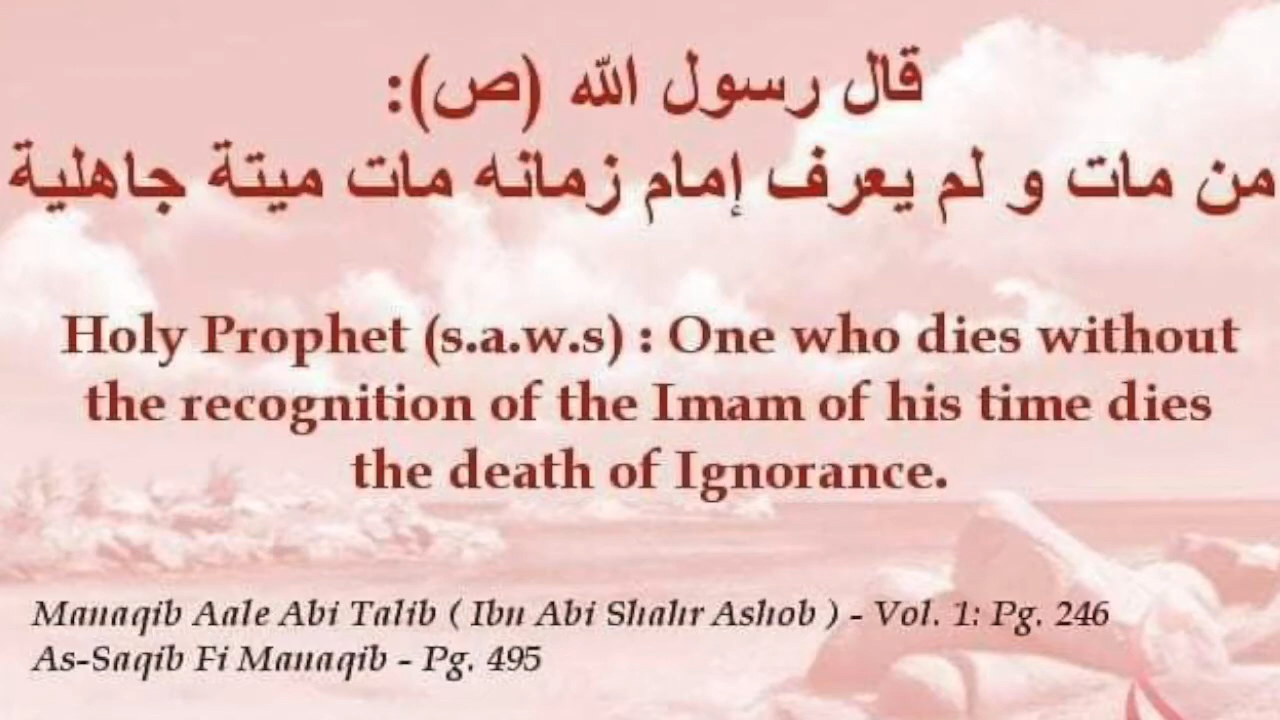 قال رسول الله (ص):
من مات و لم يعرف إمام زمانه مات ميتة جاهلية
Holy Prophet (s.a.w.s) : One who dies without
the recognition of the Imam of his time dies
the death of Ignorance.
Manaqib Aale Abi Talib ( Ibn Abi Shahr Ashob ) - Vol. 1: Pg. 246
As-Saqib Fi Manaqib - Pg. 495